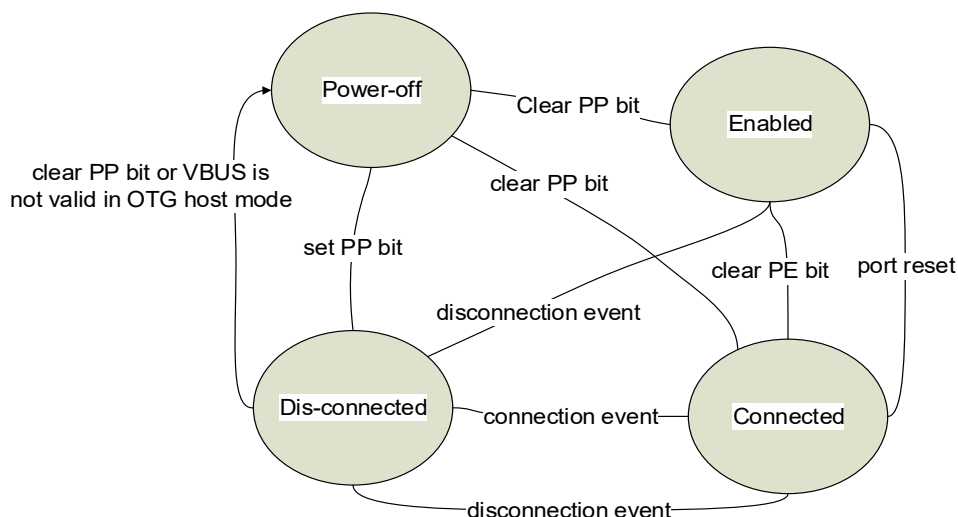 Power-off
Clear PP bit
Enabled
clear PP bit or VBUS is
not valid in OTG host mode
clear PP bit
set PP bit
clear PE bit
port reset
disconnection event
Dis-connected
connection event
Connected
disconnection event